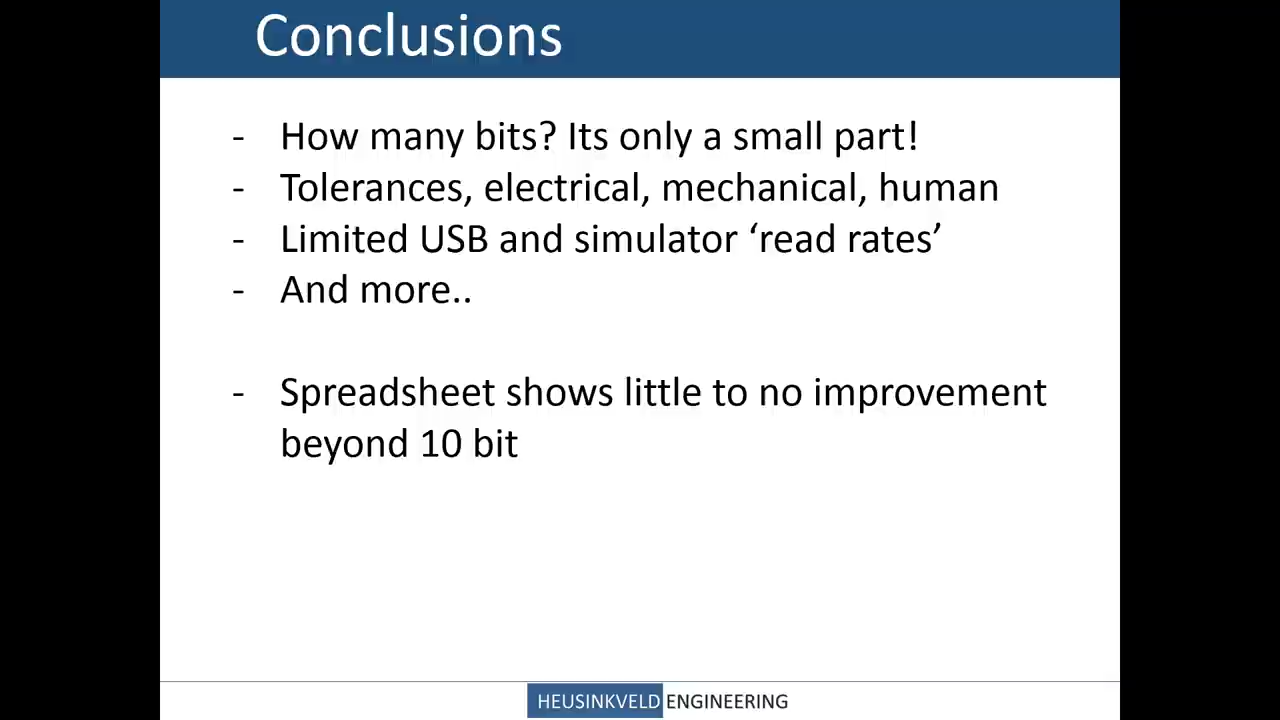 Conclusions
- How many bits? Its only a small part!
- Tolerances, electrical, mechanical, human
- Limited USB and simulator ‘read rates’
- And more..
- Spreadsheet shows little to no improvement
beyond 10 bit
HEUSINKVELD ENGINEERING